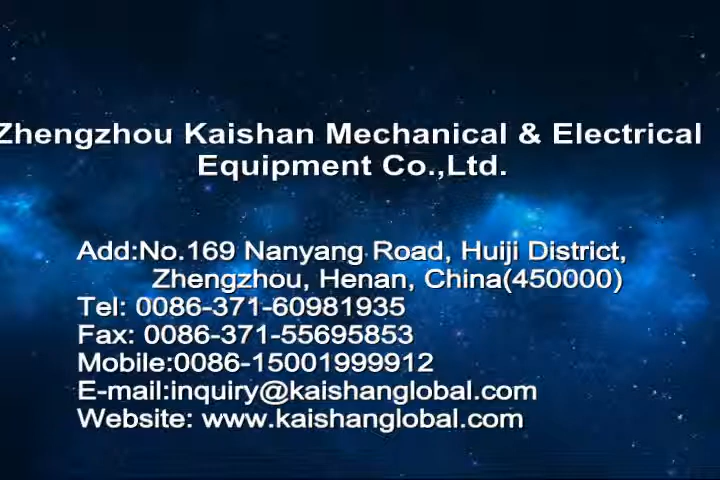 Zhengzhou Kaishan Mechanical & Electrical
Equipment Co.,Ltd.
Add:No.169 Nanyang Road, Huiji District,
Zhengzhou, Henan, China(450000)
Tel: 0086-371-60981935
Fax: 0086-371-55695853
Mobile:0086-15001999912
E-mail:inquiry@kaishanglobal.com
Website: www.kaishanglobal.com